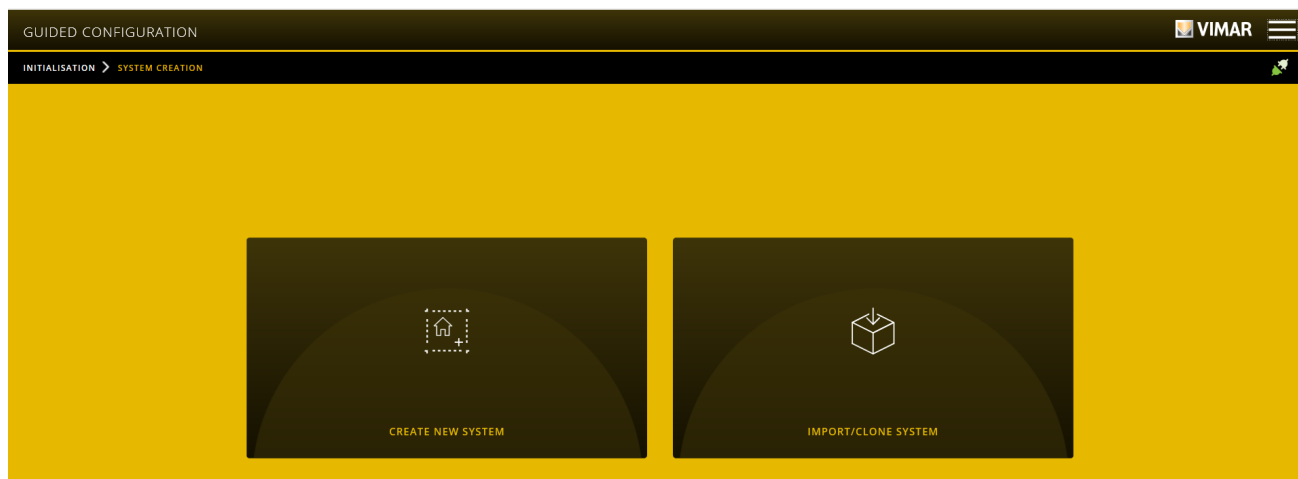 GUIDED CONFIGURATION
VIMAR
INITIALISATION SYSTEM CREATION
CREATE NEW SYSTEM
IMPORT/CLONE SYSTEM